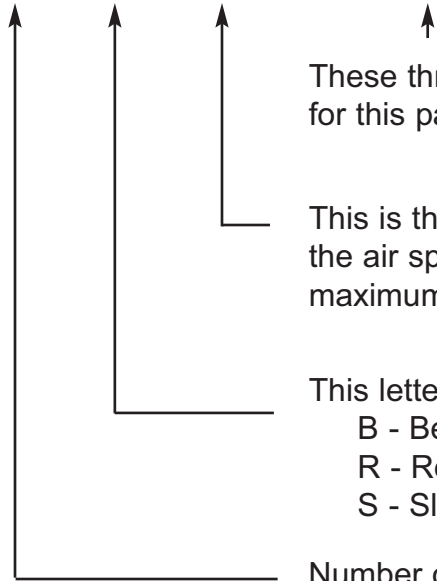 These thr
for this pa
This is th
the air sp
maximum
This lette
B - Be
R - Re
S - Sl
Number o